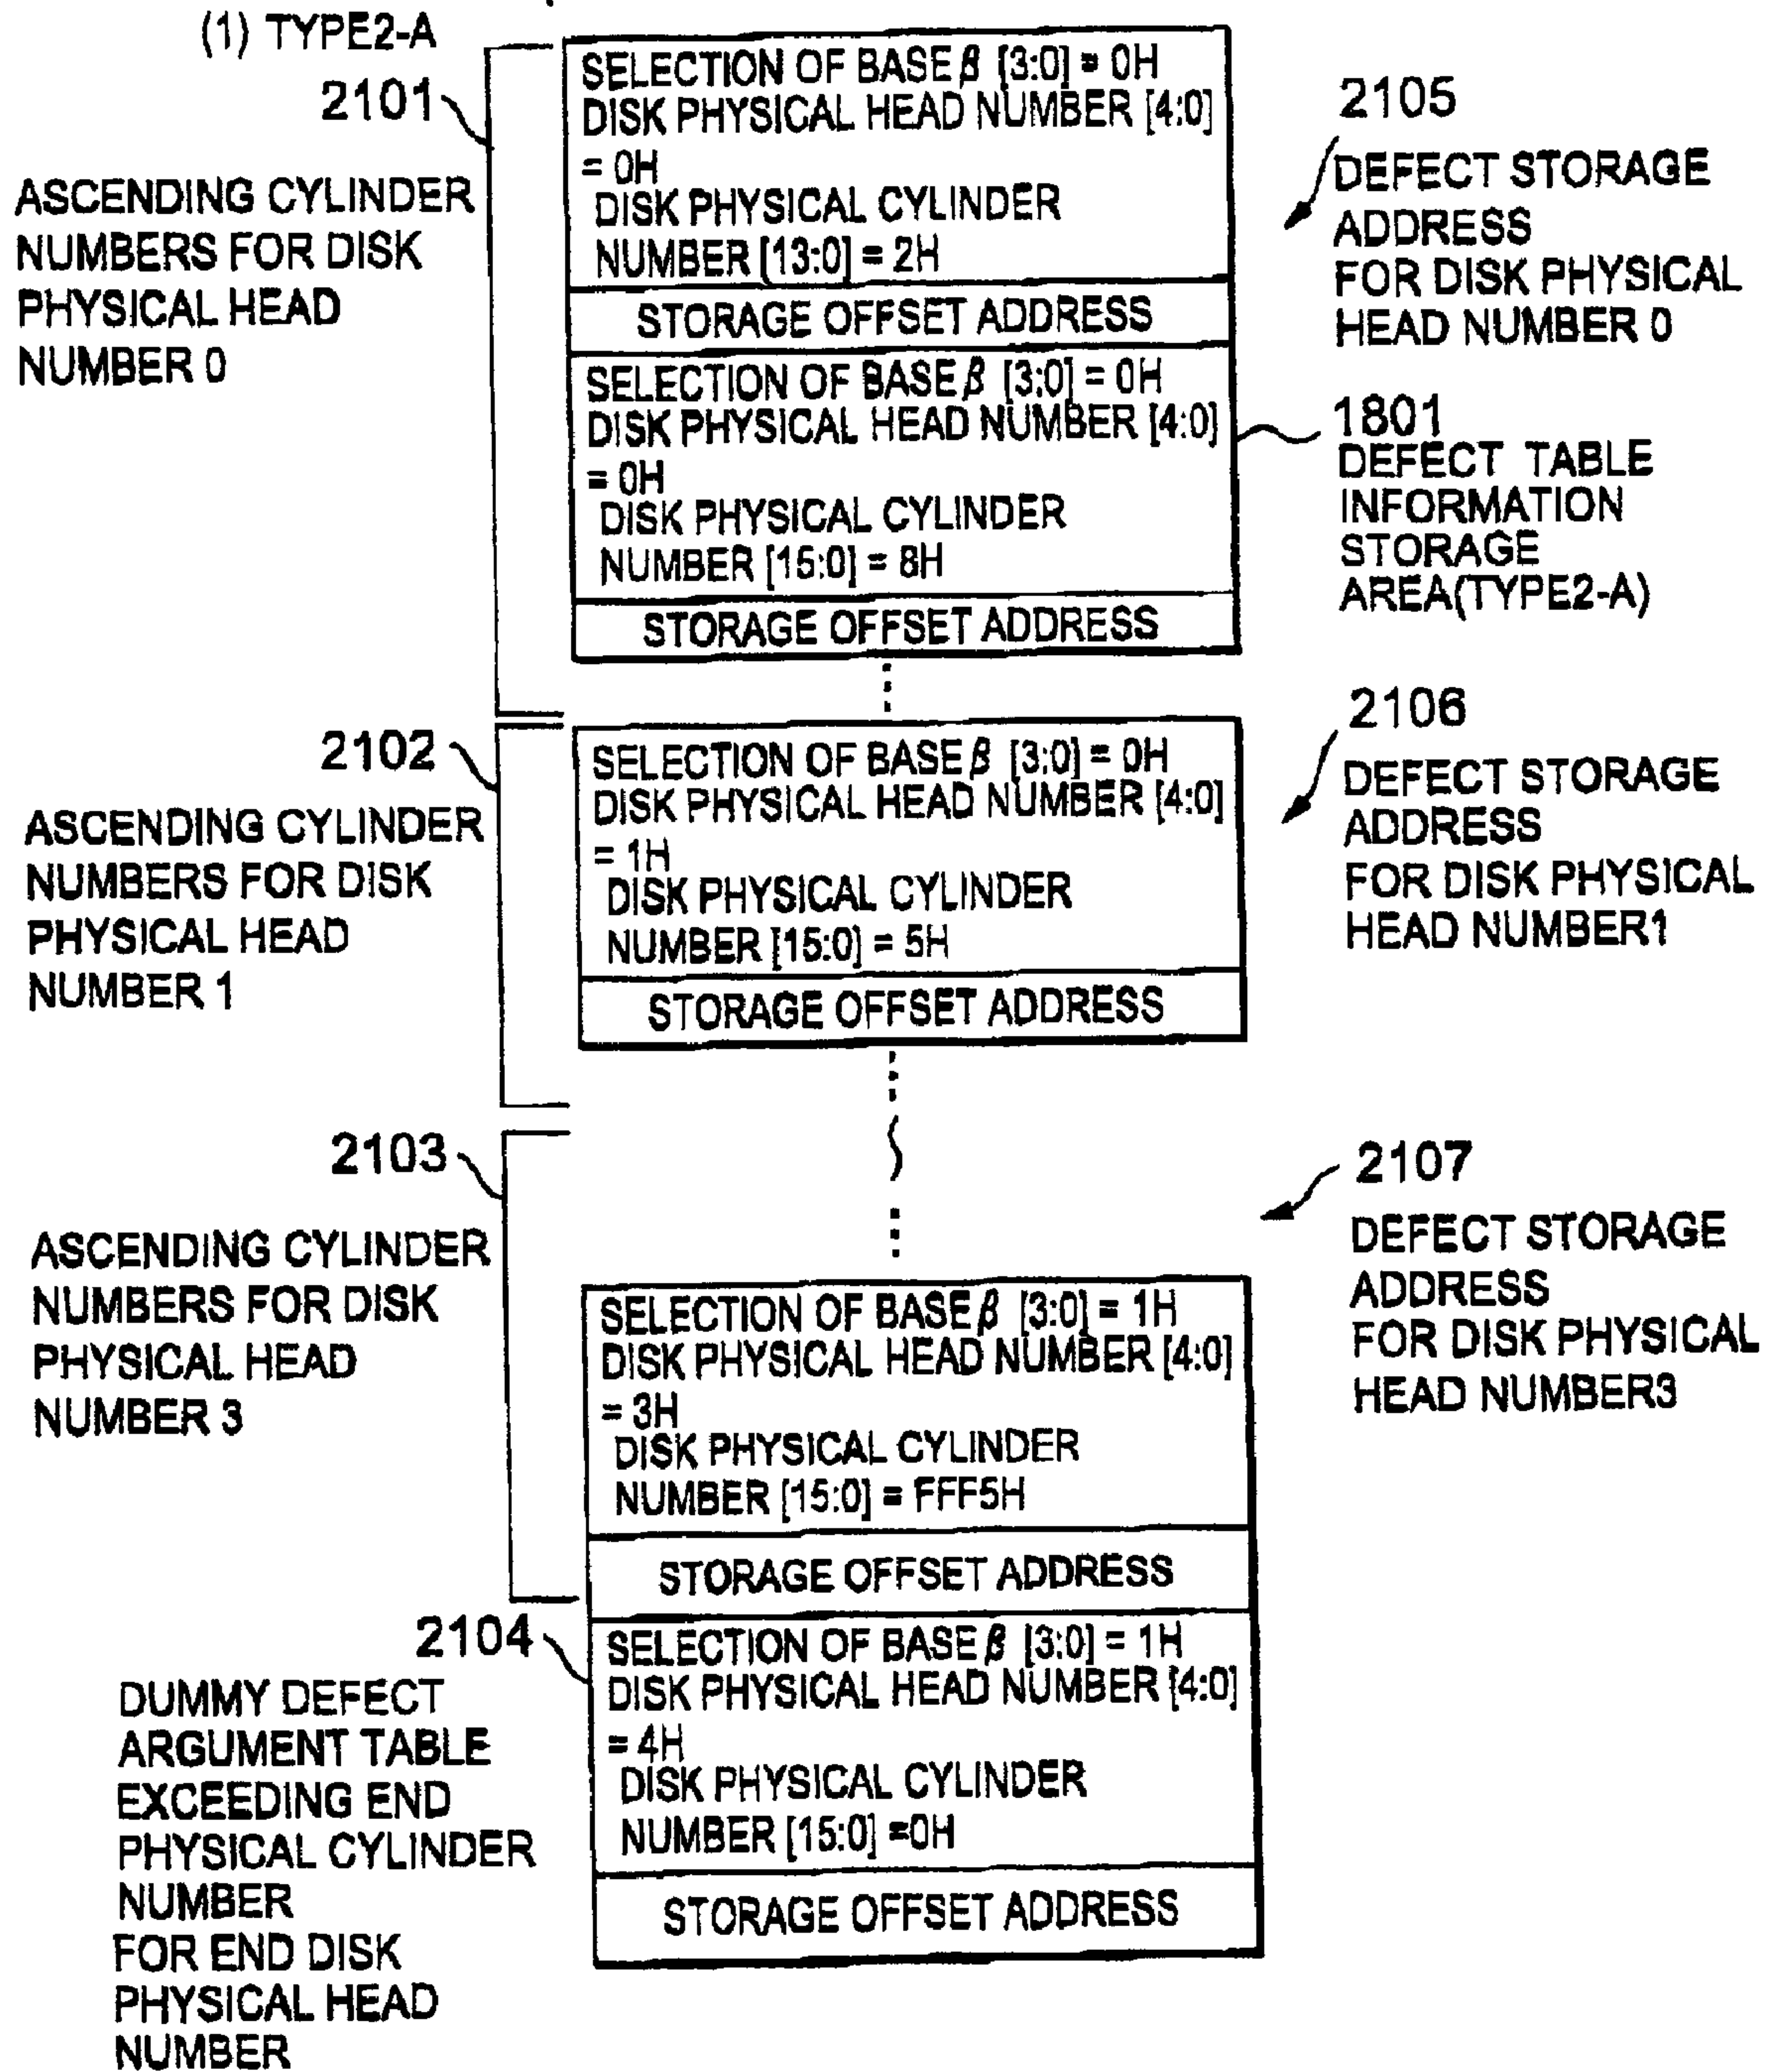 (1) TYPE2-A
2101
ASCENDING CYLINDER
NUMBERS FOR DISK
PHYSICAL HEAD
NUMBER 0
SELECTION OF BASE β [3:0] = 0H
DISK PHYSICAL HEAD NUMBER [4:0]
= 0H
DISK PHYSICAL CYLINDER
NUMBER [13:0] = 2H
STORAGE OFFSET ADDRESS
SELECTION OF BASE β [3:0] = 0H
DISK PHYSICAL HEAD NUMBER [4:0]
= 0H
DISK PHYSICAL CYLINDER
NUMBER [15:0] = 8H
STORAGE OFFSET ADDRESS
2105
DEFECT STORAGE
ADDRESS
FOR DISK PHYSICAL
HEAD NUMBER 0
1801
DEFECT TABLE
INFORMATION
STORAGE
AREA(TYPE2-A)
2102
ASCENDING CYLINDER
NUMBERS FOR DISK
PHYSICAL HEAD
NUMBER 1
SELECTION OF BASE β [3:0] = 0H
DISK PHYSICAL HEAD NUMBER [4:0]
= 1H
DISK PHYSICAL CYLINDER
NUMBER [15:0] = 5H
STORAGE OFFSET ADDRESS
2106
DEFECT STORAGE
ADDRESS
FOR DISK PHYSICAL
HEAD NUMBER1
2103
ASCENDING CYLINDER
NUMBERS FOR DISK
PHYSICAL HEAD
NUMBER 3
2107
DEFECT STORAGE
ADDRESS
FOR DISK PHYSICAL
HEAD NUMBER3
SELECTION OF BASE β [3:0] = 1H
DISK PHYSICAL HEAD NUMBER [4:0]
= 3H
DISK PHYSICAL CYLINDER
NUMBER [15:0] = FFF5H
STORAGE OFFSET ADDRESS
2104
DUMMY DEFECT
ARGUMENT TABLE
EXCEEDING END
PHYSICAL CYLINDER
NUMBER
FOR END DISK
PHYSICAL HEAD
NUMBER
SELECTION OF BASE β [3:0] = 1H
DISK PHYSICAL HEAD NUMBER [4:0]
= 4H
DISK PHYSICAL CYLINDER
NUMBER [15:0] =0H
STORAGE OFFSET ADDRESS